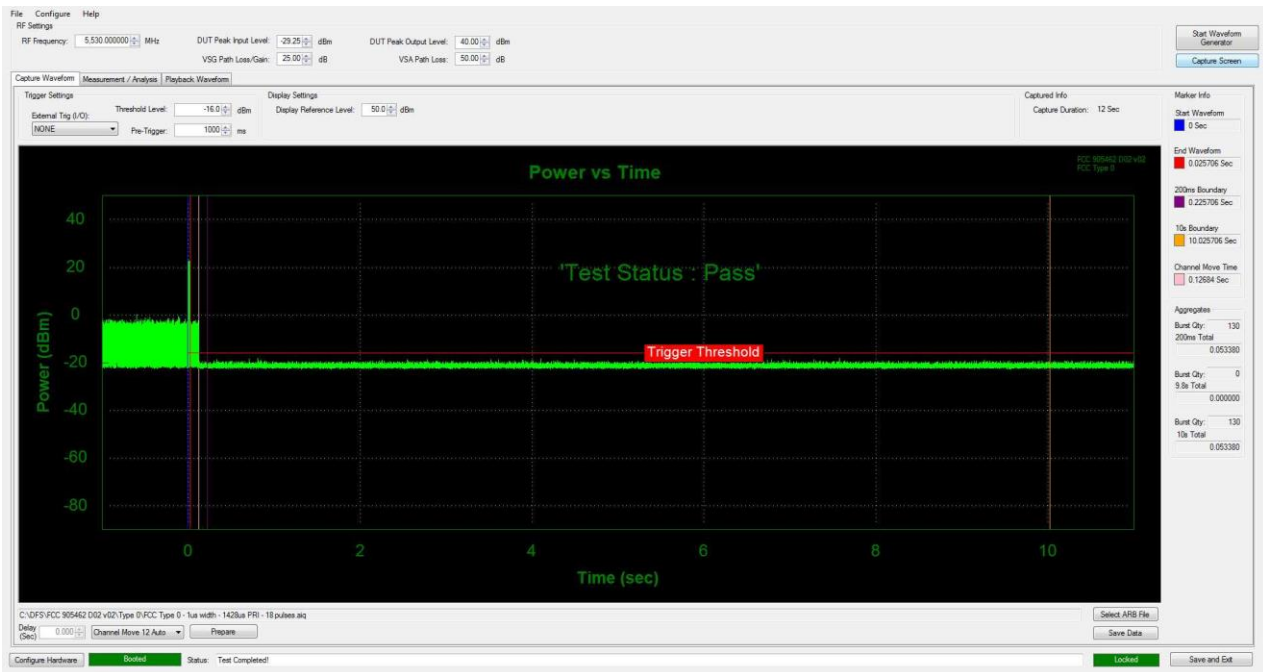 File Configure Help
RF Settings
RF Frequency: 5,530.000000 MHz DUT Peak Input Level: -29.25 dBm DUT Peak Output Level: 40.00 dBm
VSG Path Loss/Gain: 25.00 dB VSA Path Loss: 50.00 dB
Start Waveform Generator
Capture Screen
Capture Waveform Measurement / Analysis Playback Waveform
Trigger Settings
External Trig (I/O):
NONE
Threshold Level: -16.0 dBm
Pre-Trigger: 1000 ms
Display Settings
Display Reference Level: 50.0 dBm
Captured Info
Capture Duration: 12 Sec
Marker Info
Start Waveform
0 Sec
End Waveform
0.025706 Sec
200ms Boundary
0.225706 Sec
10s Boundary
10.025706 Sec
Channel Move Time
0.12684 Sec
Aggregates
Burst Qty: 130
200ms Total
0.053380
Burst Qty: 0
9.8s Total
0.000000
Burst Qty: 130
10s Total
0.053380
Power vs Time
FCC 905462 D02 v02
FCC Type 0
'Test Status : Pass'
Trigger Threshold
Power (dBm)
40
20
0
-20
-40
-60
-80
0 2 4 6 8 10
Time (sec)
C:\DFS\FCC 905462 D02 v02\Type 0\FCC Type 0 - 1us width - 1428us PRI - 18 pulses.aiq
Select ARB File
Delay (Sec) 0.000 Channel Move 12 Auto Prepare
Save Data
Configure Hardware Booted Status: Test Completed! Locked Save and Exit